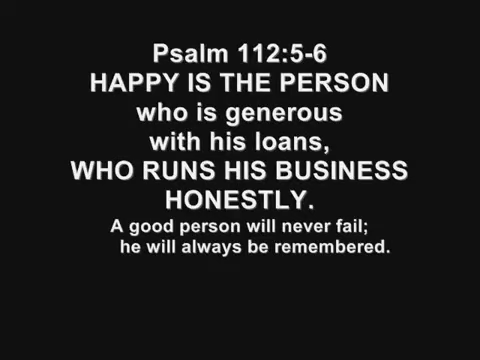 Psalm 112:5-6
HAPPY IS THE PERSON
who is generous
with his loans,
WHO RUNS HIS BUSINESS
HONESTLY.
A good person will never fail;
he will always be remembered.